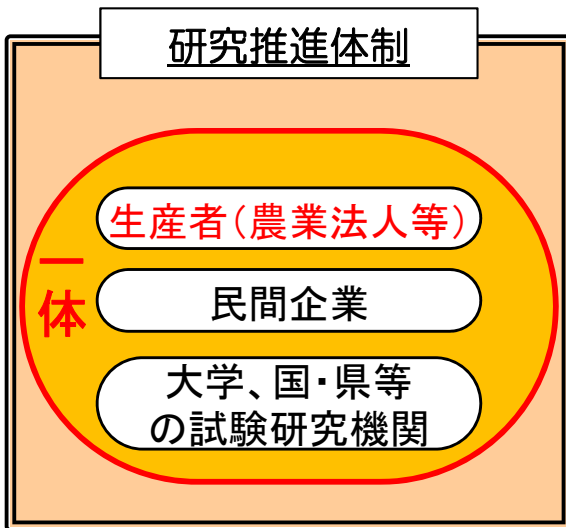 研究推進体制
一体
生産者(農業法人等)
民間企業
大学、国・県等
の試験研究機関